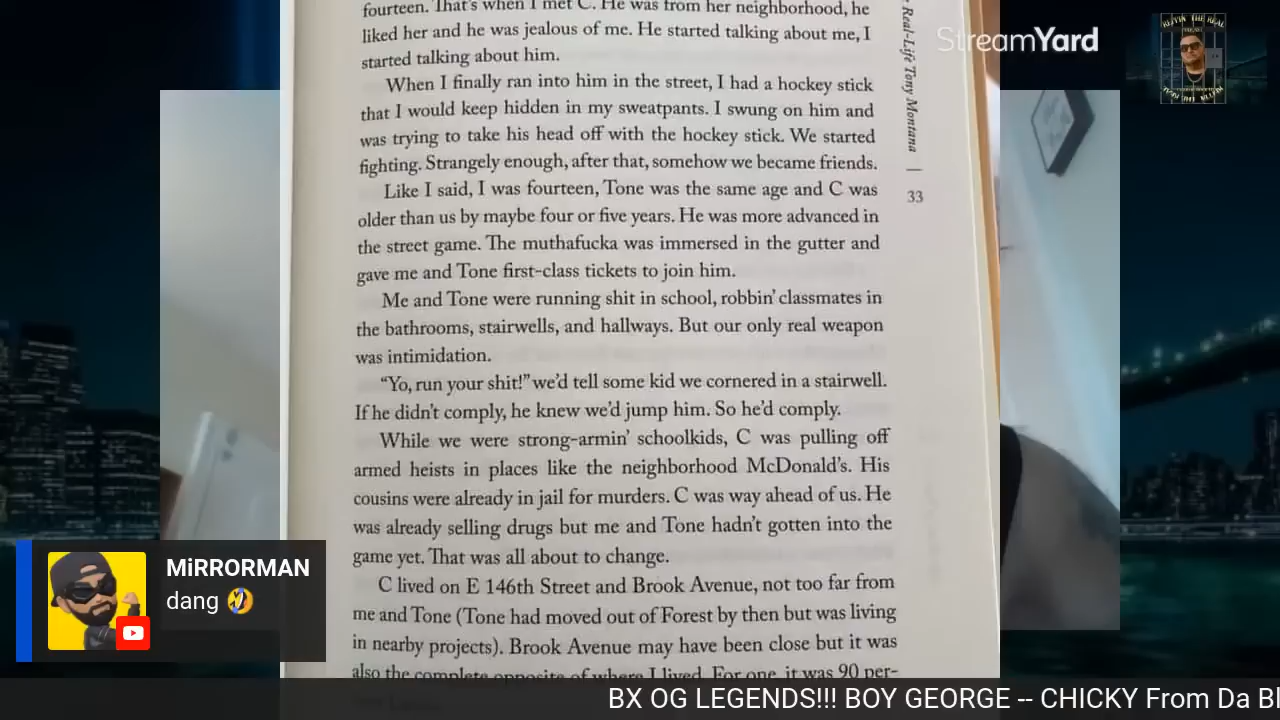 fourteen. That's when I met C. He was from her neighborhood, he
liked her and he was jealous of me. He started talking about me, I
started talking about him.
When I finally ran into him in the street, I had a hockey stick
that I would keep hidden in my sweatpants. I swung on him and
was trying to take his head off with the hockey stick. We started
fighting. Strangely enough, after that, somehow we became friends.
Like I said, I was fourteen, Tone was the same age and C was
older than us by maybe four or five years. He was more advanced in
the street game. The muthafucka was immersed in the gutter and
gave me and Tone first-class tickets to join him.
Me and Tone were running shit in school, robbin' classmates in
the bathrooms, stairwells, and hallways. But our only real weapon
was intimidation.
“Yo, run your shit!” we'd tell some kid we cornered in a stairwell.
If he didn't comply, he knew we'd jump him. So he'd comply.
While we were strong-armin' schoolkids, C was pulling off
armed heists in places like the neighborhood McDonald's. His
cousins were already in jail for murders. C was way ahead of us. He
was already selling drugs but me and Tone hadn't gotten into the
game yet. That was all about to change.
C lived on E 146th Street and Brook Avenue, not too far from
me and Tone (Tone had moved out of Forest by then but was living
in nearby projects). Brook Avenue may have been close but it was
also the complete opposite of where I lived. For one, it was 90 per-
Real-Life Tony Montana | 33
StreamYard
MiRRORMAN
dang 🤣
BX OG LEGENDS!!! BOY GEORGE -- CHICKY From Da Bl